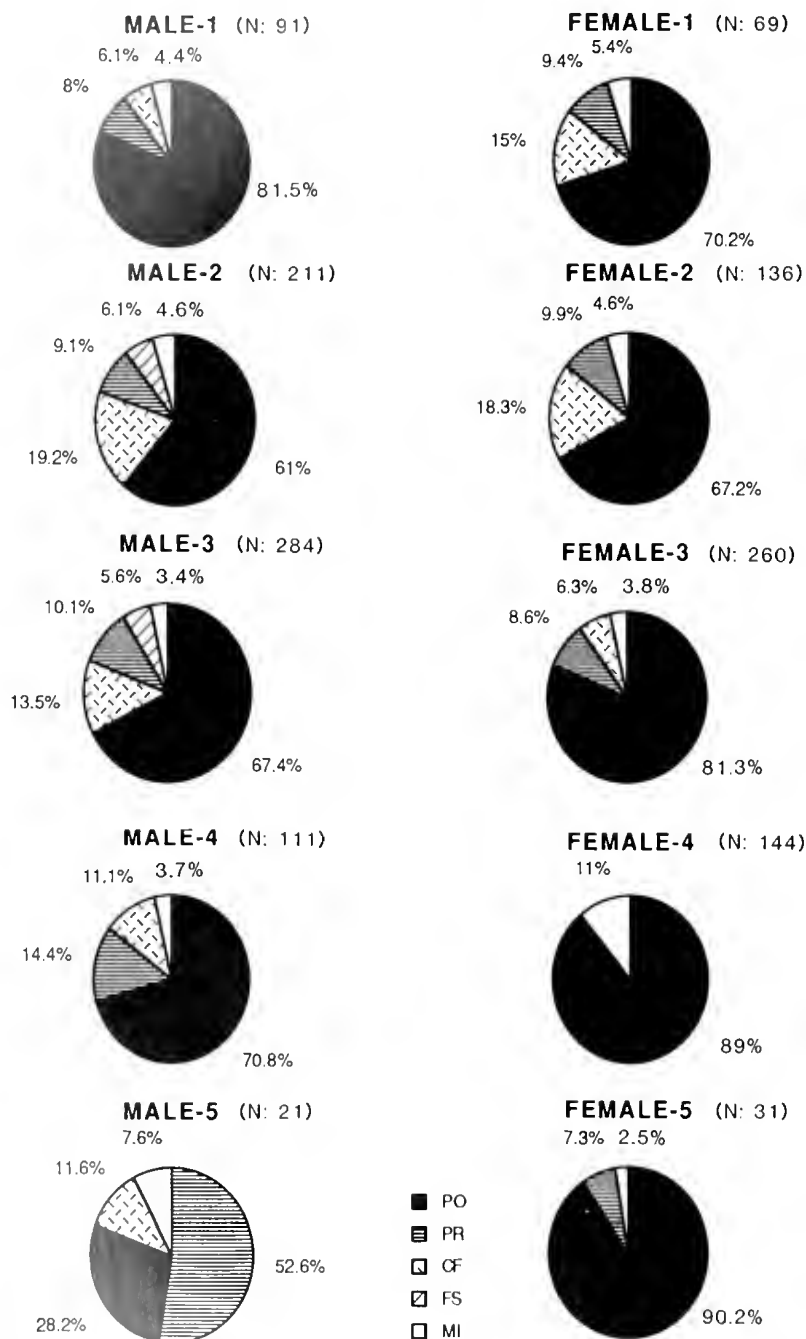 MALE-1 (N: 91)
6.1% 4.4%
8%
81.5%
FEMALE-1 (N: 69)
5.4%
9.4%
15%
70.2%
MALE-2 (N: 211)
6.1% 4.6%
9.1%
19.2%
61%
FEMALE-2 (N: 136)
4.6%
9.9%
18.3%
67.2%
MALE-3 (N: 284)
5.6% 3.4%
10.1%
13.5%
67.4%
FEMALE-3 (N: 260)
6.3% 3.8%
8.6%
81.3%
MALE-4 (N: 111)
11.1% 3.7%
14.4%
70.8%
FEMALE-4 (N: 144)
11%
89%
MALE-5 (N: 21)
7.6%
11.6%
52.6%
28.2%
PO
PR
CF
FS
MI
FEMALE-5 (N: 31)
7.3% 2.5%
90.2%